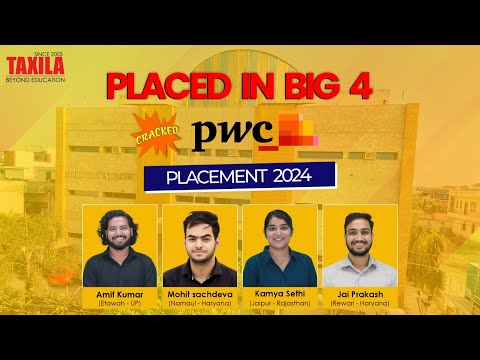 SINCE 2003
TAXILA
BEYOND EDUCATION
PLACED IN BIG 4
CRACKED
pwc
PLACEMENT 2024
Amit Kumar
(Etawah - UP)
Mohit sachdeva
(Narnaul - Haryana)
Kamya Sethi
(Jaipur - Rajasthan)
Jai Prakash
(Rewari - Haryana)